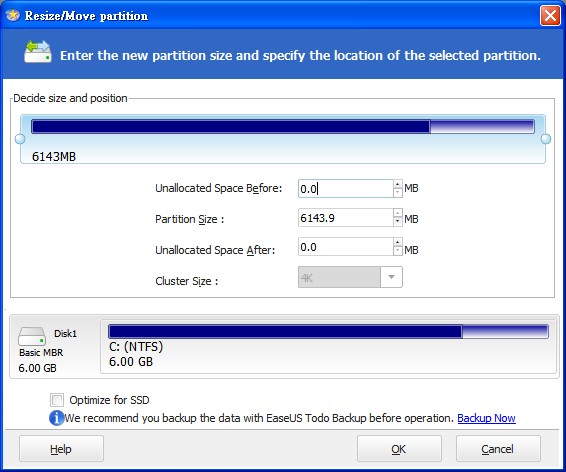 Resize/Move partition
Enter the new partition size and specify the location of the selected partition.
Decide size and position
6143MB
Unallocated Space Before: 0.0 MB
Partition Size : 6143.9 MB
Unallocated Space After: 0.0 MB
Cluster Size : 4K
Disk1
Basic MBR
6.00 GB
C: (NTFS)
6.00 GB
Optimize for SSD
We recommend you backup the data with EaseUS Todo Backup before operation. Backup Now
Help OK Cancel